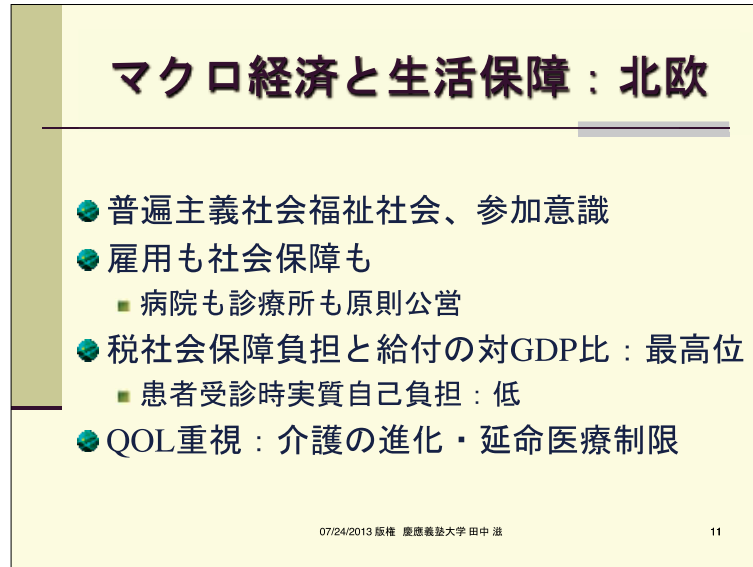 マクロ経済と生活保障：北欧
普遍主義社会福祉社会、参加意識
雇用も社会保障も
病院も診療所も原則公営
税社会保障負担と給付の対GDP比：最高位
患者受診時実質自己負担：低
QOL重視：介護の進化・延命医療制限
07/24/2013 版権 慶應義塾大学 田中 滋
11